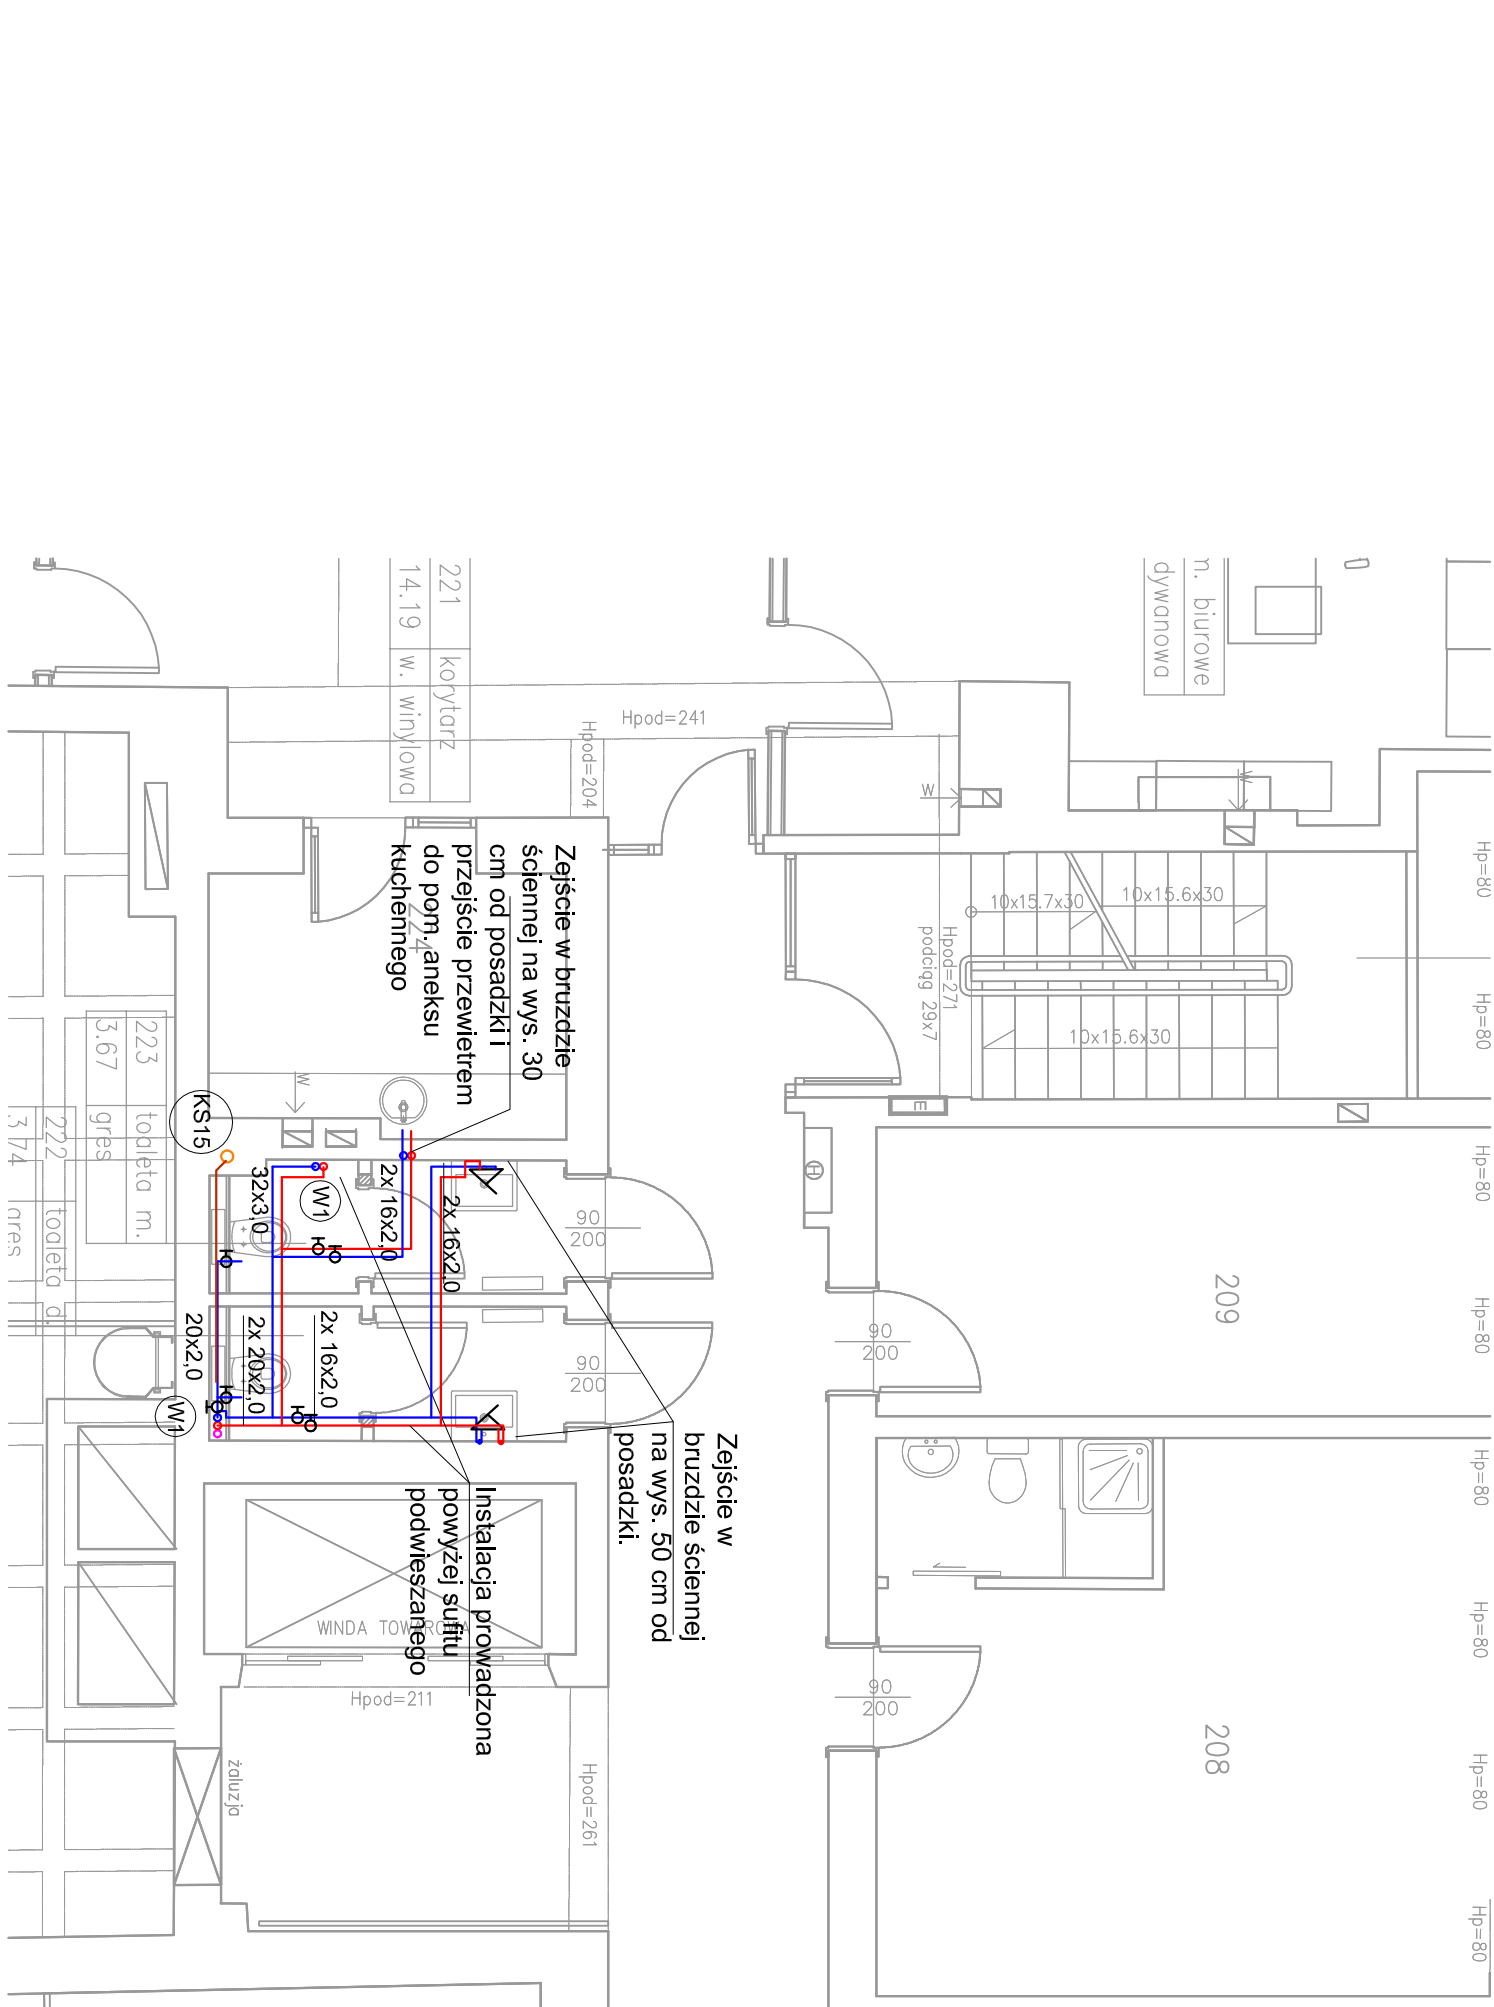 n. biurowe
dywanowa
221 korytarz
14.19 w. winylowa
Hpod=241
Hpod=204
W
W
10x15.7x30
10x15.6x30
10x15.6x30
Hpod=271
podciąg 29x7
Hp=80
Hp=80
Hp=80
Hp=80
Hp=80
Hp=80
Hp=80
Hp=80
E
H
Zejście w bruzdzie
ściennej na wys. 30
cm od posadzki i
przejście przewietrem
do pom. aneksu
kuchennego
224
223 toaleta m.
3.67 gres
222 toaleta d.
3.74 gres
W
KS15
32x3,0
W1
2x 16x2,0
2x 16x2,0
90
200
90
200
90
200
90
200
209
208
20x2,0
2x 20x2,0
2x 16x2,0
W1
Zejście w
bruzdzie ściennej
na wys. 50 cm od
posadzki.
Instalacja prowadzona
powyżej sufitu
podwieszanego
WINDA TOWAROWA
Hpod=211
żaluzja
Hpod=261